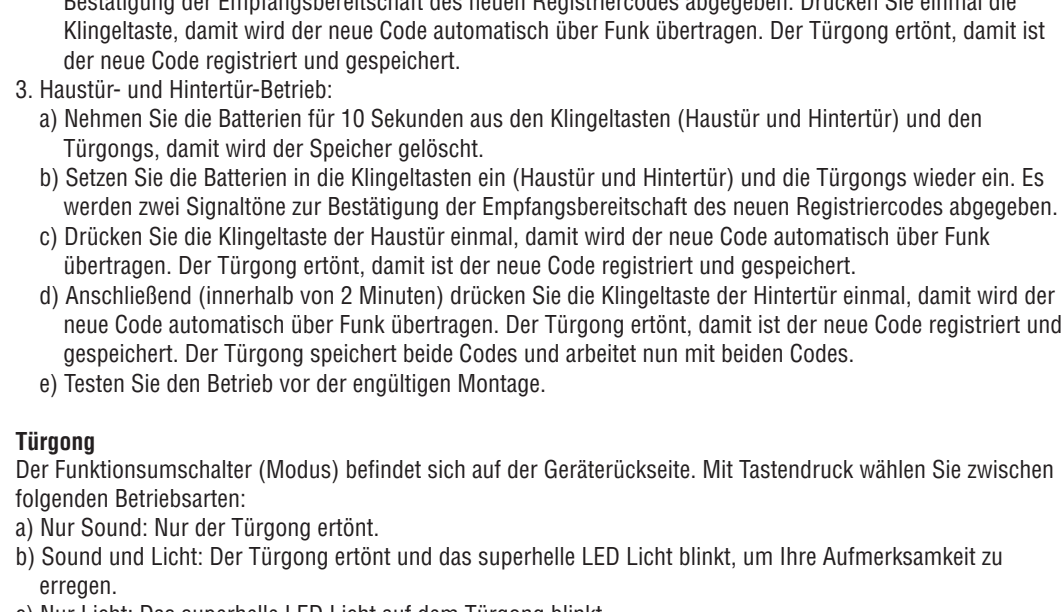 Bestätigung der Empfangsbereitschaft des neuen Registriercodes abgegeben. Drücken Sie einmal die
Klingeltaste, damit wird der neue Code automatisch über Funk übertragen. Der Türgong ertönt, damit ist
der neue Code registriert und gespeichert.
3. Haustür- und Hintertür-Betrieb:
a) Nehmen Sie die Batterien für 10 Sekunden aus den Klingeltasten (Haustür und Hintertür) und den
Türgongs, damit wird der Speicher gelöscht.
b) Setzen Sie die Batterien in die Klingeltasten ein (Haustür und Hintertür) und die Türgongs wieder ein. Es
werden zwei Signaltöne zur Bestätigung der Empfangsbereitschaft des neuen Registriercodes abgegeben.
c) Drücken Sie die Klingeltaste der Haustür einmal, damit wird der neue Code automatisch über Funk
übertragen. Der Türgong ertönt, damit ist der neue Code registriert und gespeichert.
d) Anschließend (innerhalb von 2 Minuten) drücken Sie die Klingeltaste der Hintertür einmal, damit wird der
neue Code automatisch über Funk übertragen. Der Türgong ertönt, damit ist der neue Code registriert und
gespeichert. Der Türgong speichert beide Codes und arbeitet nun mit beiden Codes.
e) Testen Sie den Betrieb vor der engültigen Montage.
Türgong
Der Funktionsumschalter (Modus) befindet sich auf der Geräterückseite. Mit Tastendruck wählen Sie zwischen
folgenden Betriebsarten:
a) Nur Sound: Nur der Türgong ertönt.
b) Sound und Licht: Der Türgong ertönt und das superhelle LED Licht blinkt, um Ihre Aufmerksamkeit zu
erregen.
c) Nur Licht: Das superhelle LED Licht auf dem Türgong blinkt.